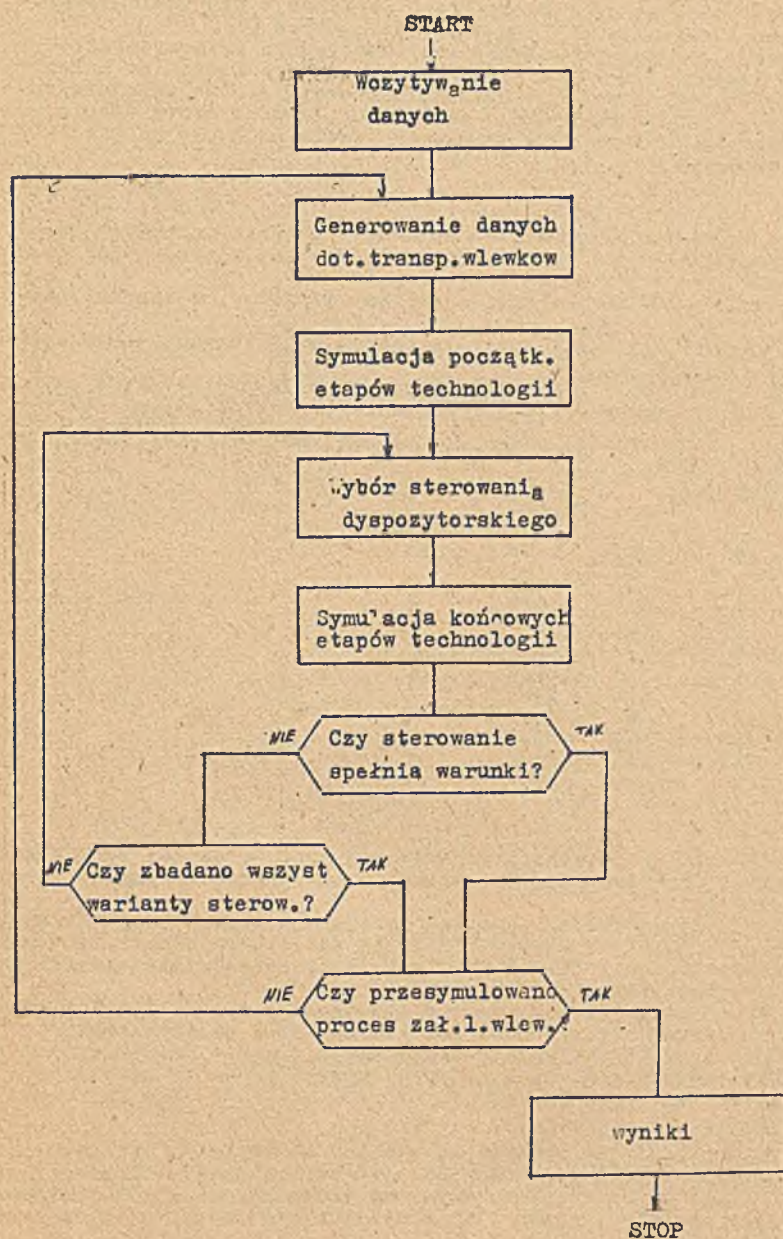 START
Wczytywanie
danych
Generowanie danych
dot.transp.wlewkow
Symulacja początk.
etapów technologii
Wybór sterowania
dyspozytorskiego
Symulacja końcowych
etapów technologii
NIE
Czy sterowanie
spełnia warunki?
TAK
NIE
Czy zbadano wszyst
warianty sterow.?
TAK
NIE
Czy przesymulowano
proces zał.l.wlew.?
TAK
wyniki
STOP